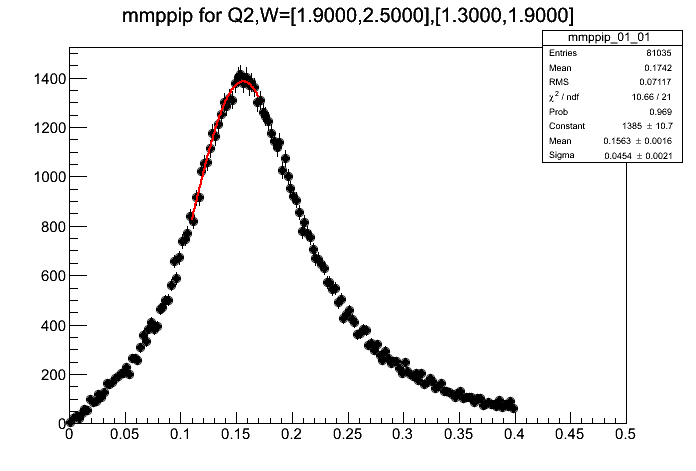 mmppip for Q2,W=[1.9000,2.5000],[1.3000,1.9000]
mmppip_01_01
Entries 81035
Mean 0.1742
RMS 0.07117
χ² / ndf 10.66 / 21
Prob 0.969
Constant 1385 ± 10.7
Mean 0.1563 ± 0.0016
Sigma 0.0454 ± 0.0021
1400
1200
1000
800
600
400
200
0
0 0.05 0.1 0.15 0.2 0.25 0.3 0.35 0.4 0.45 0.5